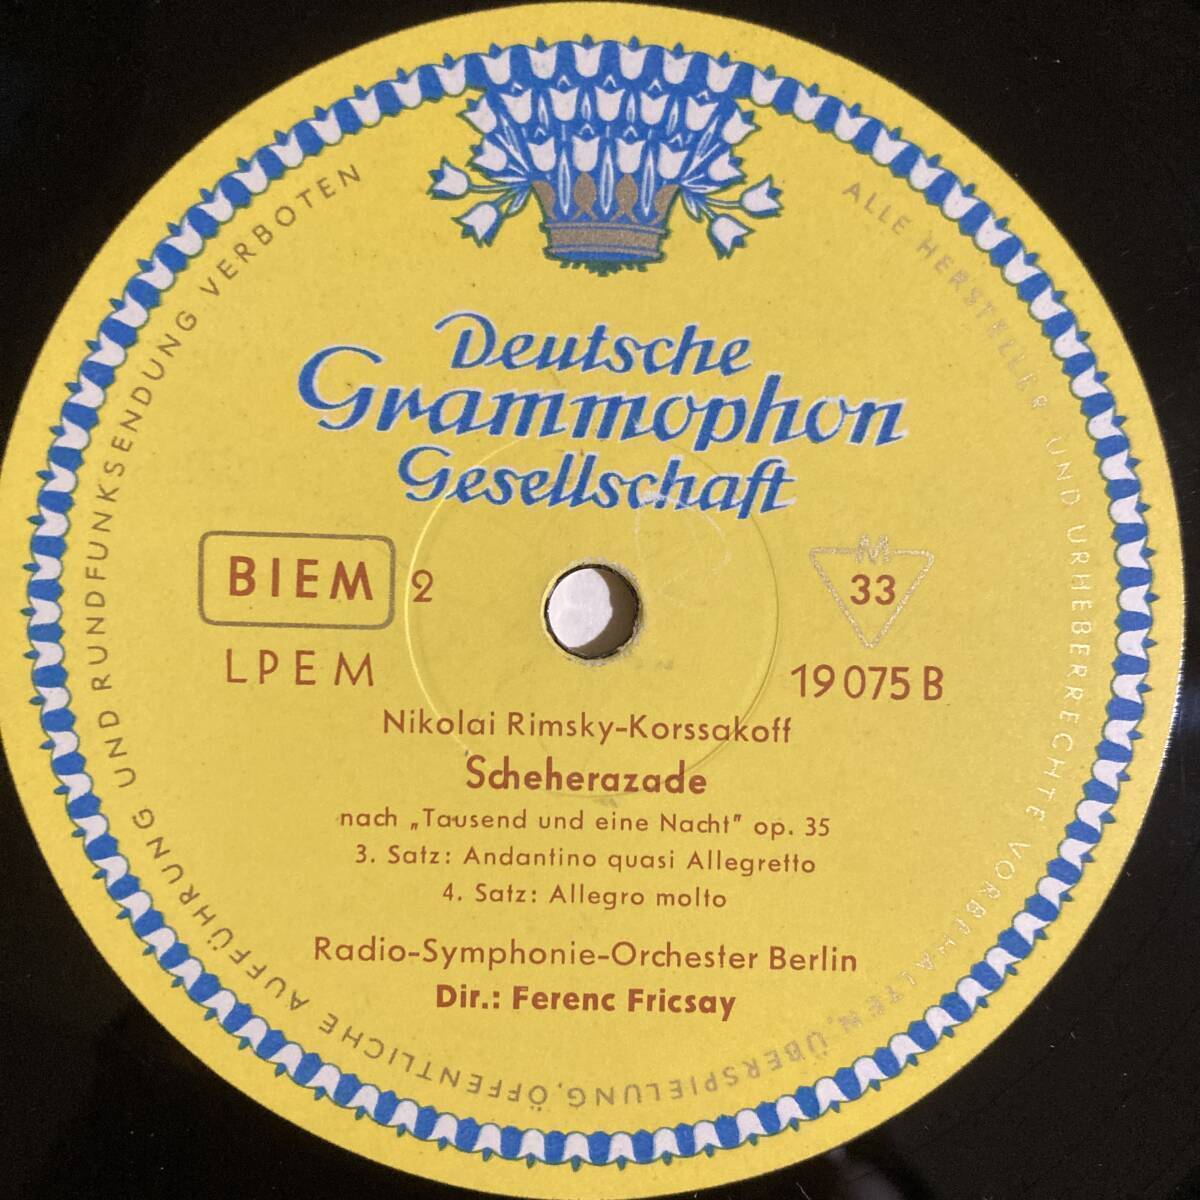 ALLE HERSTELLER UND URHEBERRECHTE VORBEHALTEN, ÜBERSPIELUNG, ÖFFENTLICHE AUFFÜHRUNG UND RUNDFUNKSENDUNG VERBOTEN
Deutsche
Grammophon
Gesellschaft
BIEM 2
LPEM
M
33
19 075 B
Nikolai Rimsky-Korssakoff
Scheherazade
nach „Tausend und eine Nacht" op. 35
3. Satz: Andantino quasi Allegretto
4. Satz: Allegro molto
Radio-Symphonie-Orchester Berlin
Dir.: Ferenc Fricsay